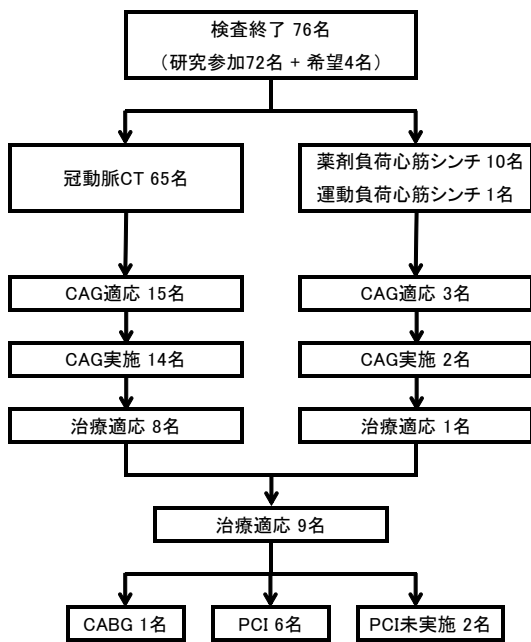 検査終了 76名
（研究参加72名 + 希望4名）
冠動脈CT 65名
薬剤負荷心筋シンチ 10名
運動負荷心筋シンチ 1名
CAG適応 15名
CAG適応 3名
CAG実施 14名
CAG実施 2名
治療適応 8名
治療適応 1名
治療適応 9名
CABG 1名
PCI 6名
PCI未実施 2名